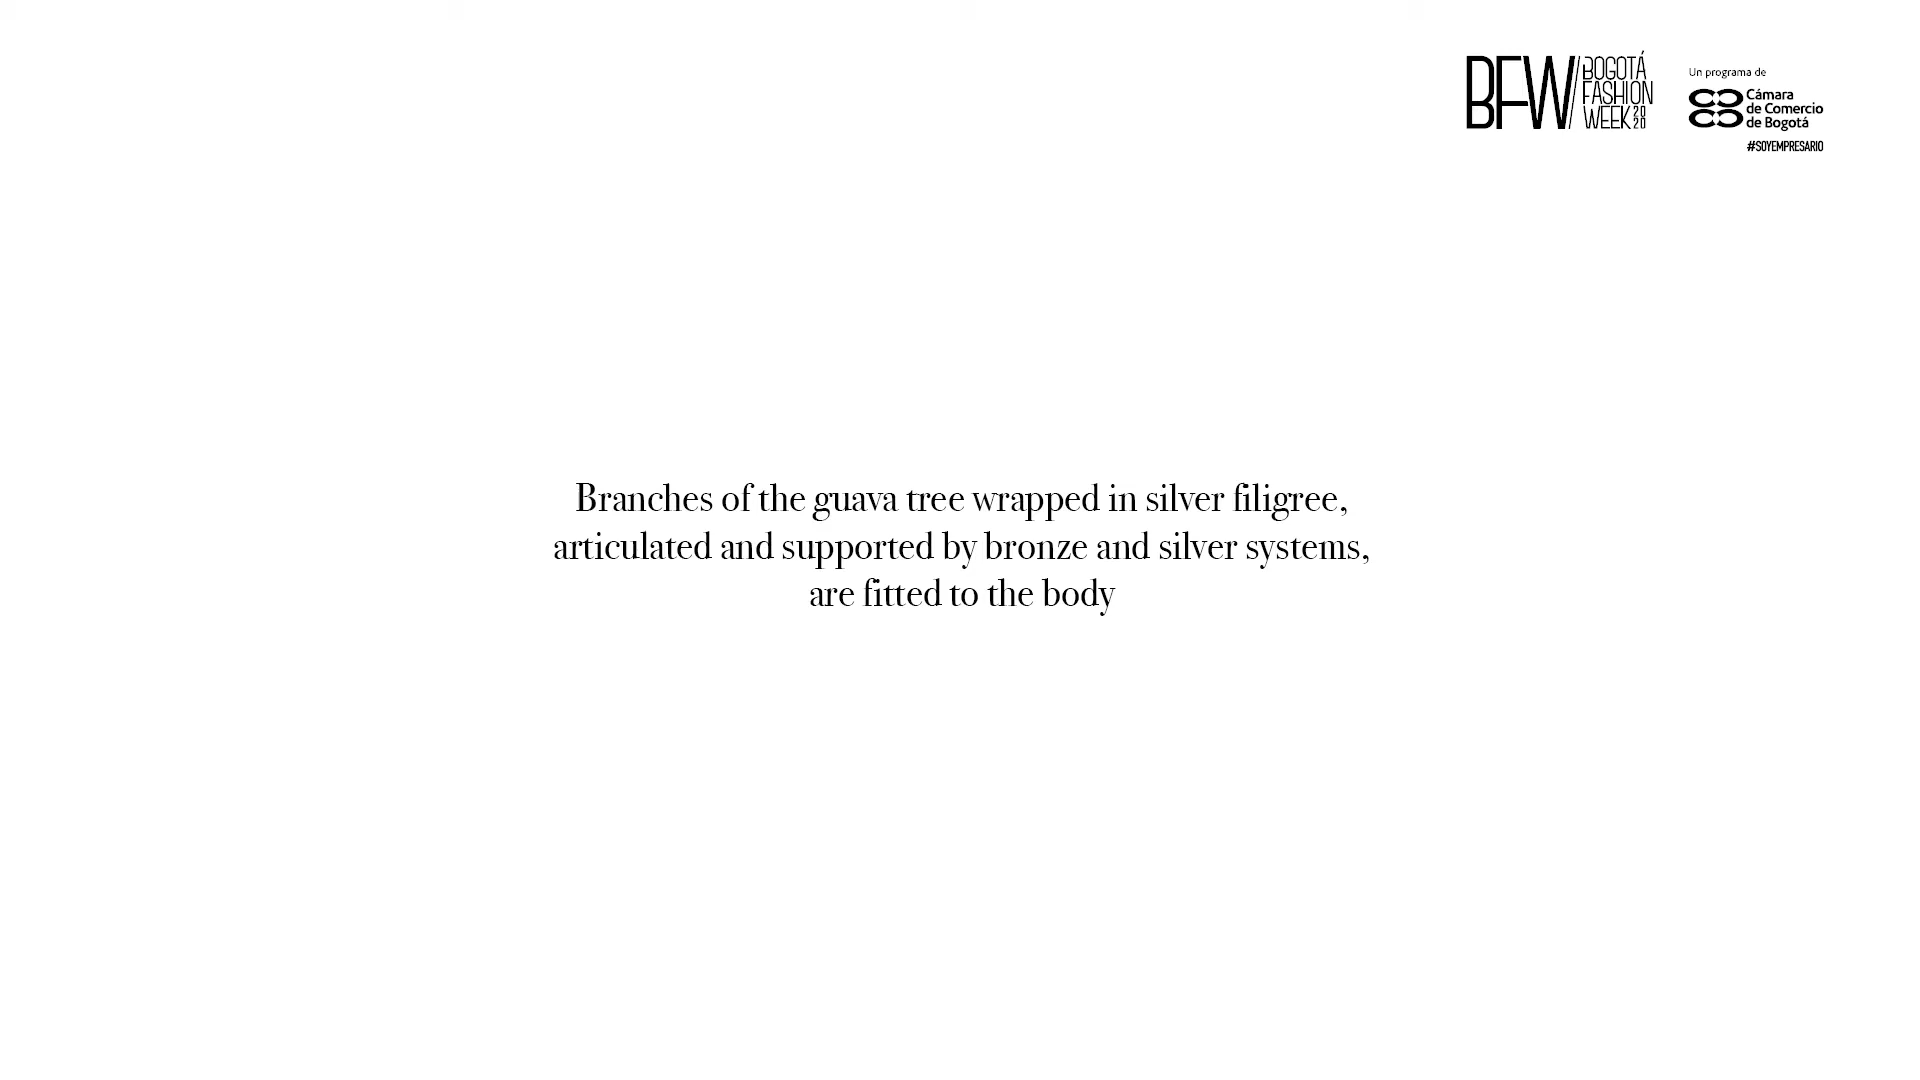 BFW/ BOGOTÁ
FASHION
WEEK 2020
Un programa de
Cámara
de Comercio
de Bogotá
#SOYEMPRESARIO
Branches of the guava tree wrapped in silver filigree,
articulated and supported by bronze and silver systems,
are fitted to the body